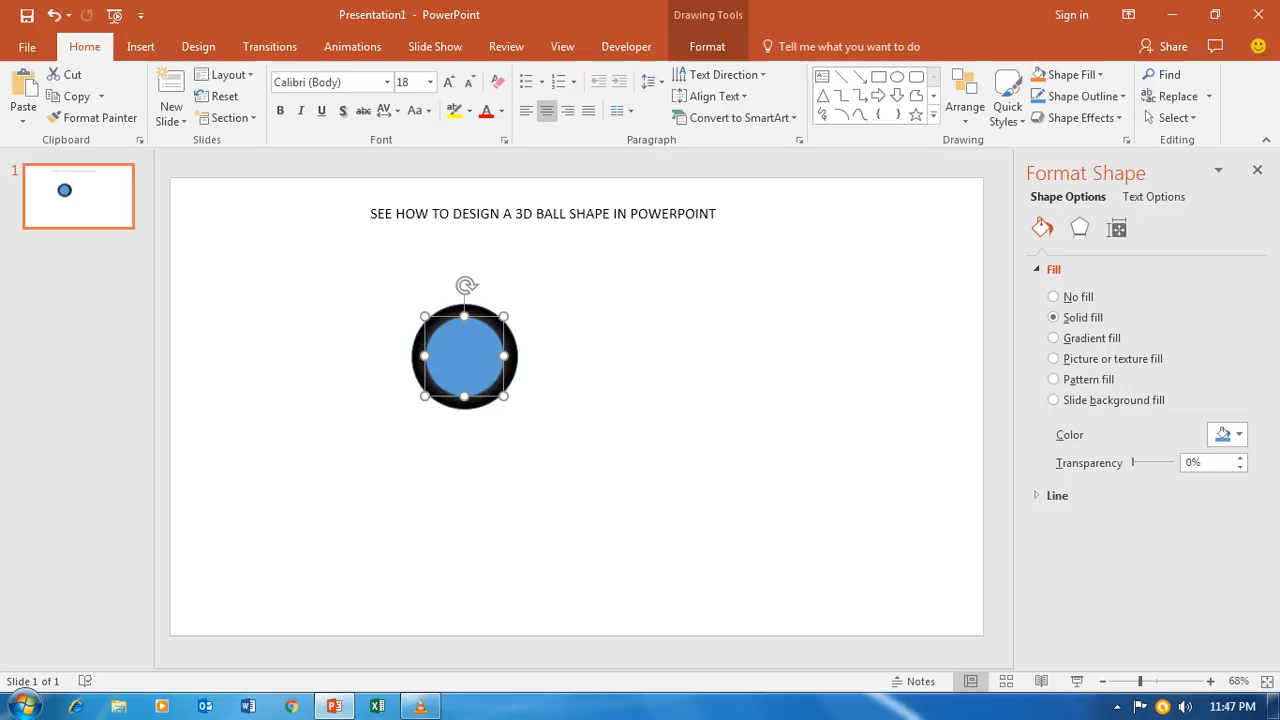 Presentation1 - PowerPoint
Drawing Tools
Sign in
File
Home
Insert
Design
Transitions
Animations
Slide Show
Review
View
Developer
Format
Tell me what you want to do
Share
Paste
Cut
Copy
Format Painter
Clipboard
New
Slide
Layout
Reset
Section
Slides
Calibri (Body)
18
B I U S abc AV Aa A
Font
Text Direction
Align Text
Convert to SmartArt
Paragraph
Arrange
Quick
Styles
Shape Fill
Shape Outline
Shape Effects
Drawing
Find
Replace
Select
Editing
1
SEE HOW TO DESIGN A 3D BALL SHAPE IN POWERPOINT
Format Shape
Shape Options
Text Options
Fill
No fill
Solid fill
Gradient fill
Picture or texture fill
Pattern fill
Slide background fill
Color
Transparency
0%
Line
Slide 1 of 1
Notes
68%
11:47 PM